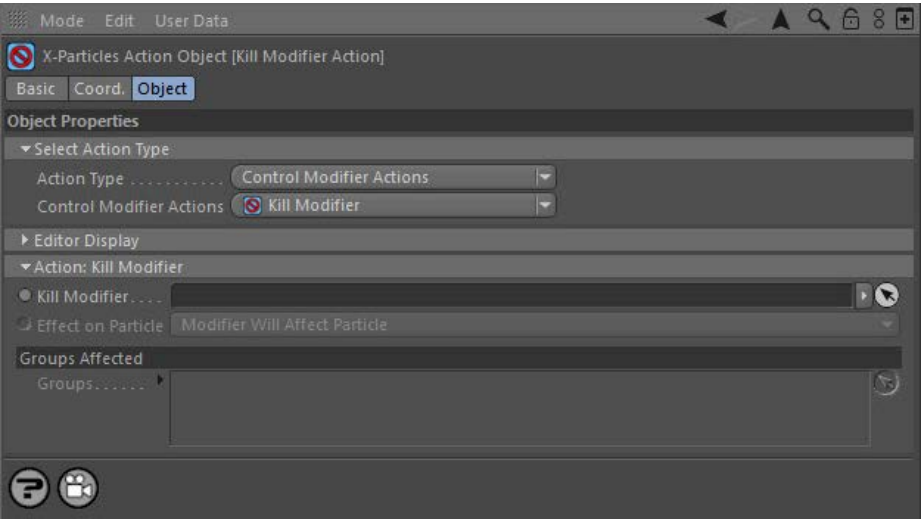 Mode Edit User Data
X-Particles Action Object [Kill Modifier Action]
Basic Coord. Object
Object Properties
Select Action Type
Action Type . . . . . . . . . . . Control Modifier Actions
Control Modifier Actions Kill Modifier
Editor Display
Action: Kill Modifier
Kill Modifier. . . .
Effect on Particle Modifier Will Affect Particle
Groups Affected
Groups. . . . . .